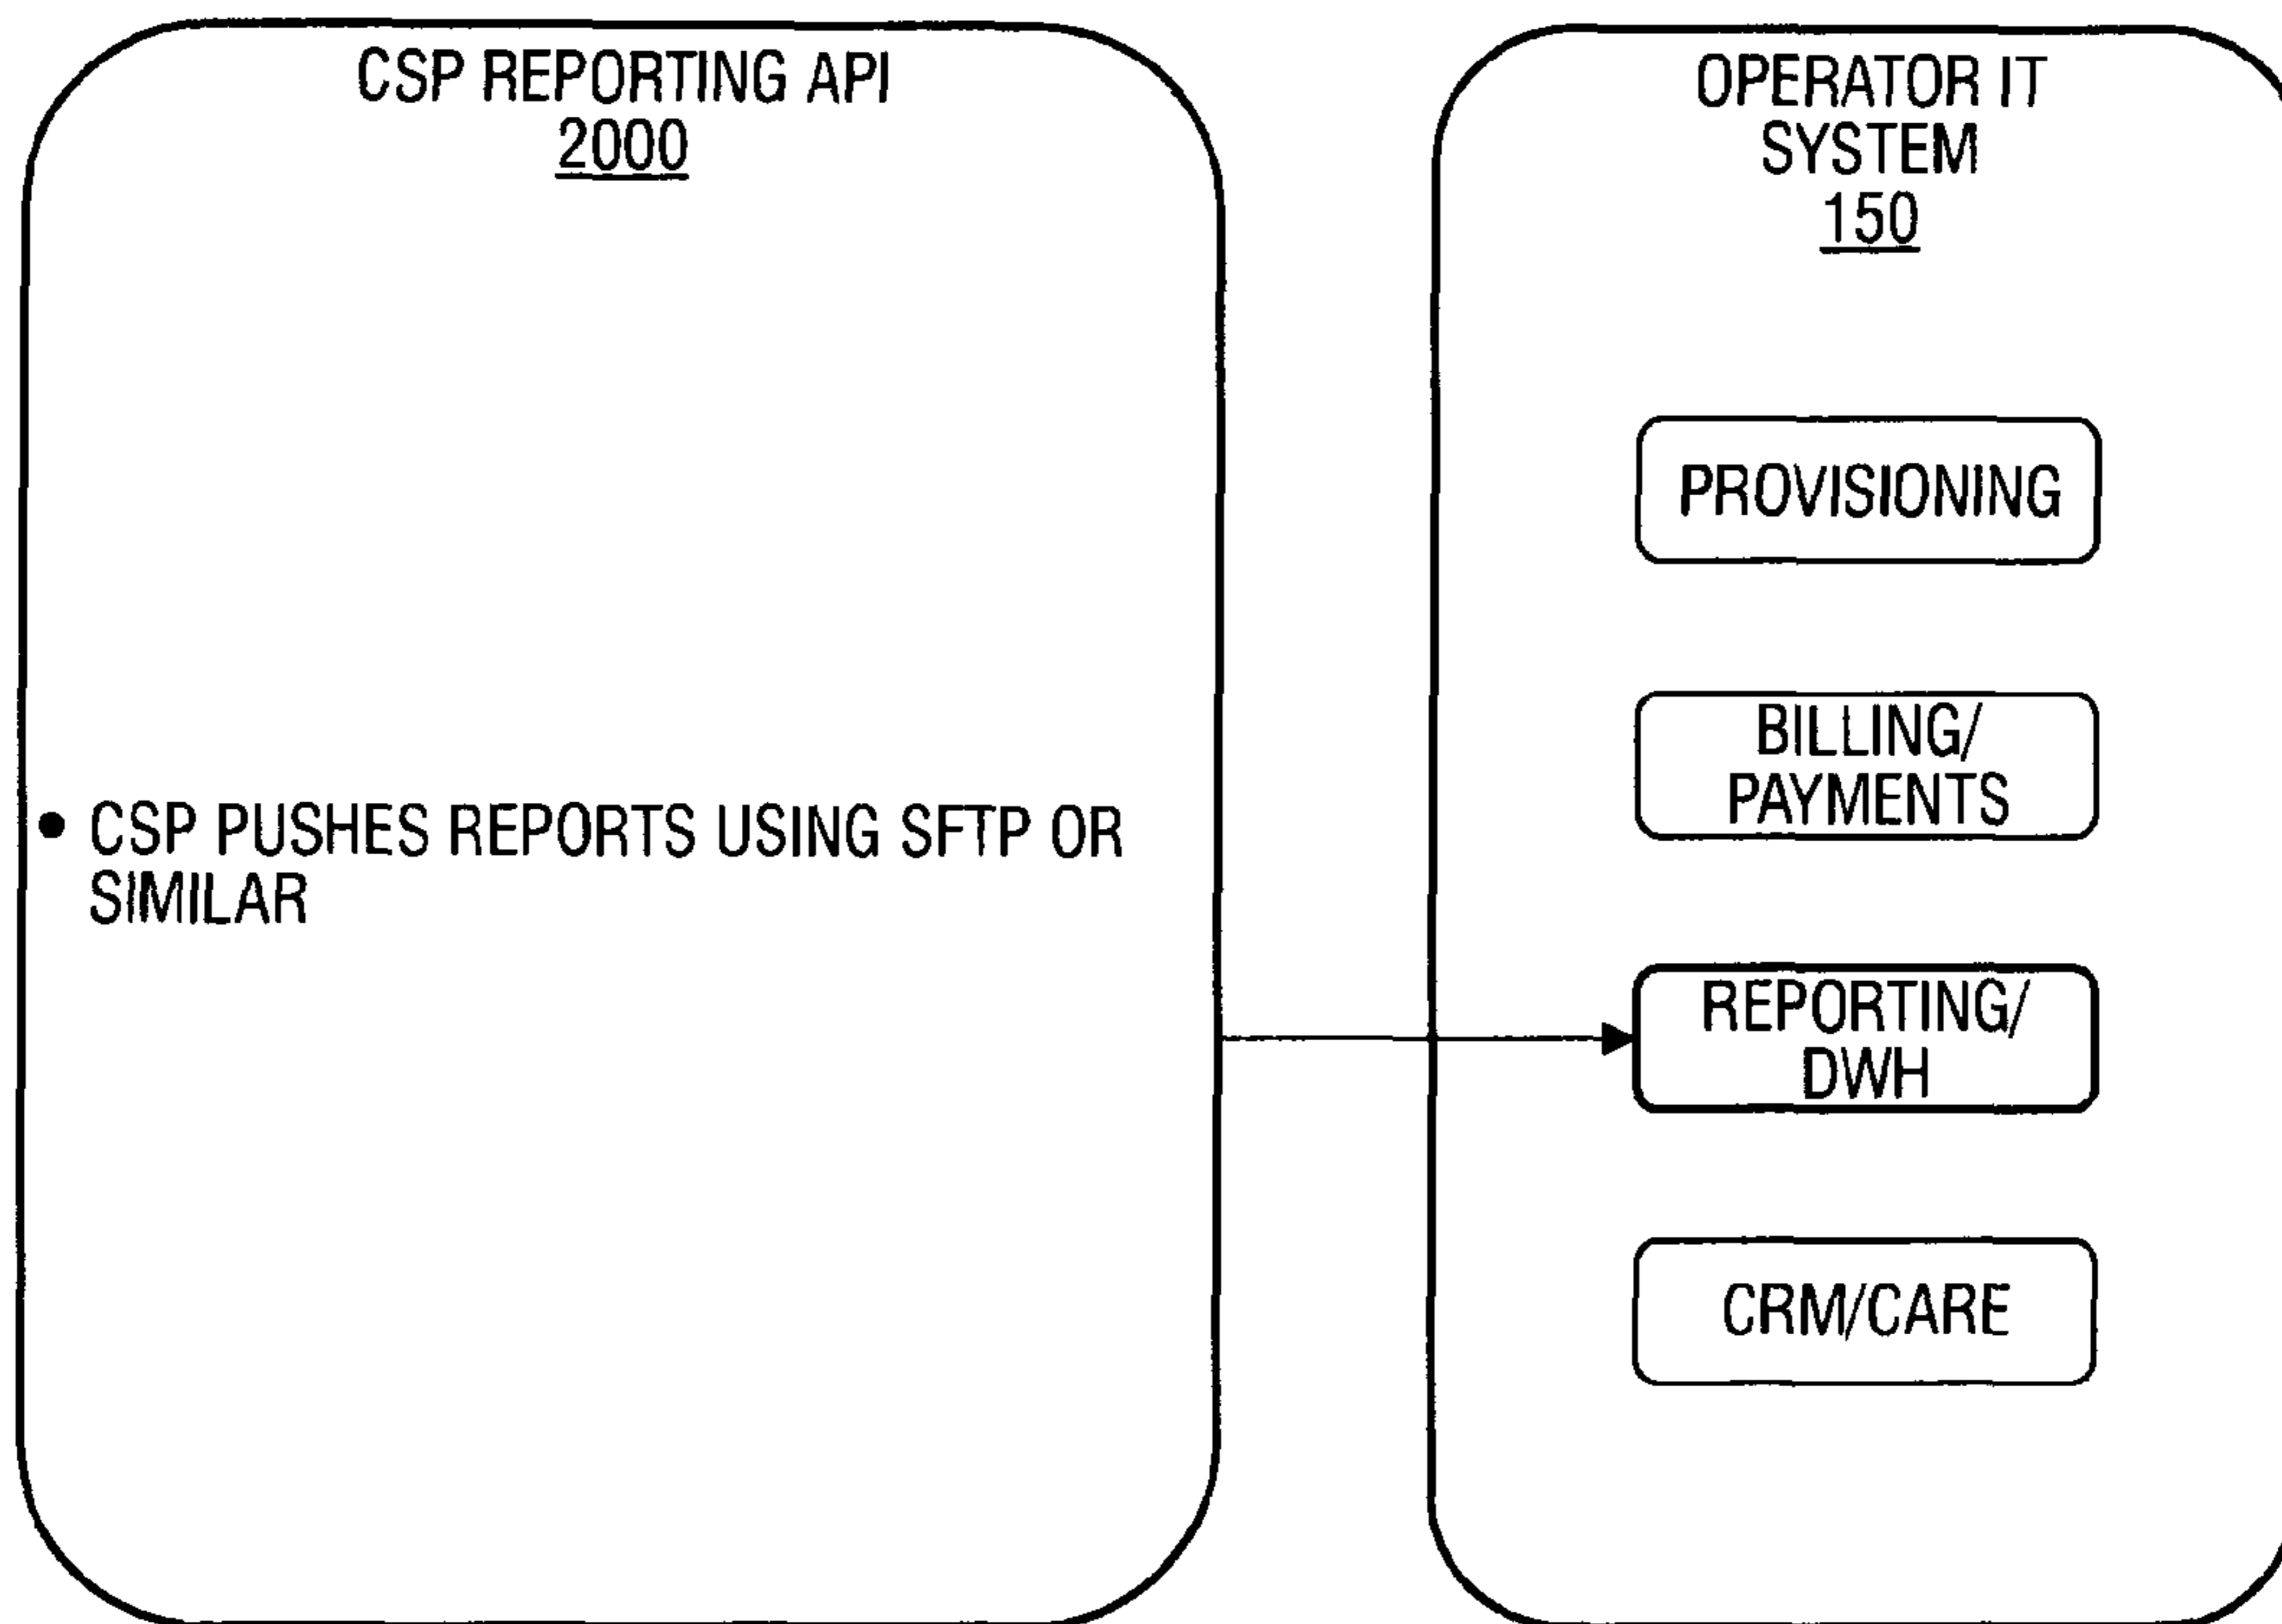 CSP REPORTING API
2000
• CSP PUSHES REPORTS USING SFTP OR
SIMILAR
OPERATOR IT
SYSTEM
150
PROVISIONING
BILLING/
PAYMENTS
REPORTING/
DWH
CRM/CARE